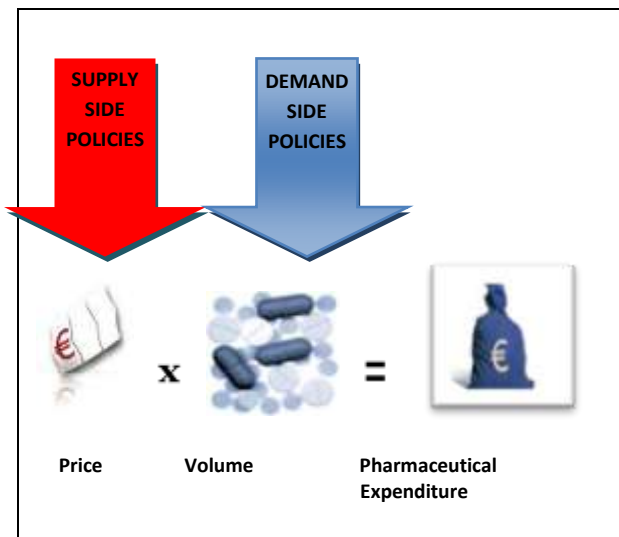 SUPPLY
SIDE
POLICIES
DEMAND
SIDE
POLICIES
€
x
=
€
Price
Volume
Pharmaceutical
Expenditure